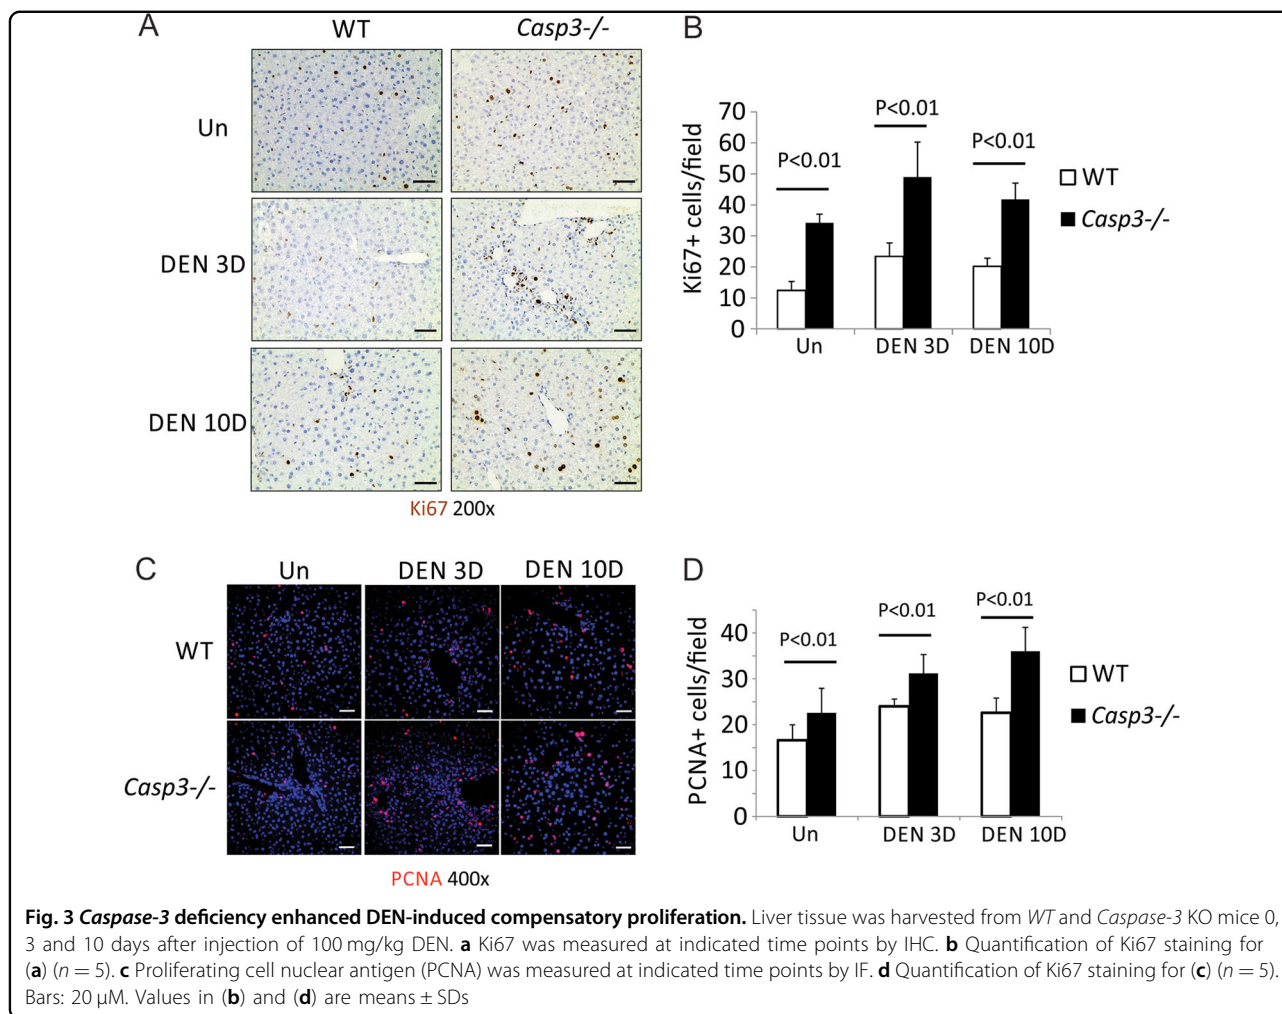 A
WT
Casp3-/-
Un
DEN 3D
DEN 10D
Ki67 200x
B
Ki67+ cells/field
70
60
50
40
30
20
10
0
P<0.01
P<0.01
P<0.01
Un
DEN 3D
DEN 10D
WT
Casp3-/-
C
Un
DEN 3D
DEN 10D
WT
Casp3-/-
PCNA 400x
D
PCNA+ cells/field
40
30
20
10
0
P<0.01
P<0.01
P<0.01
Un
DEN 3D
DEN 10D
WT
Casp3-/-
Fig. 3 Caspase-3 deficiency enhanced DEN-induced compensatory proliferation. Liver tissue was harvested from WT and Caspase-3 KO mice 0,
3 and 10 days after injection of 100 mg/kg DEN. a Ki67 was measured at indicated time points by IHC. b Quantification of Ki67 staining for
(a) (n = 5). c Proliferating cell nuclear antigen (PCNA) was measured at indicated time points by IF. d Quantification of Ki67 staining for (c) (n = 5).
Bars: 20 μM. Values in (b) and (d) are means ± SDs